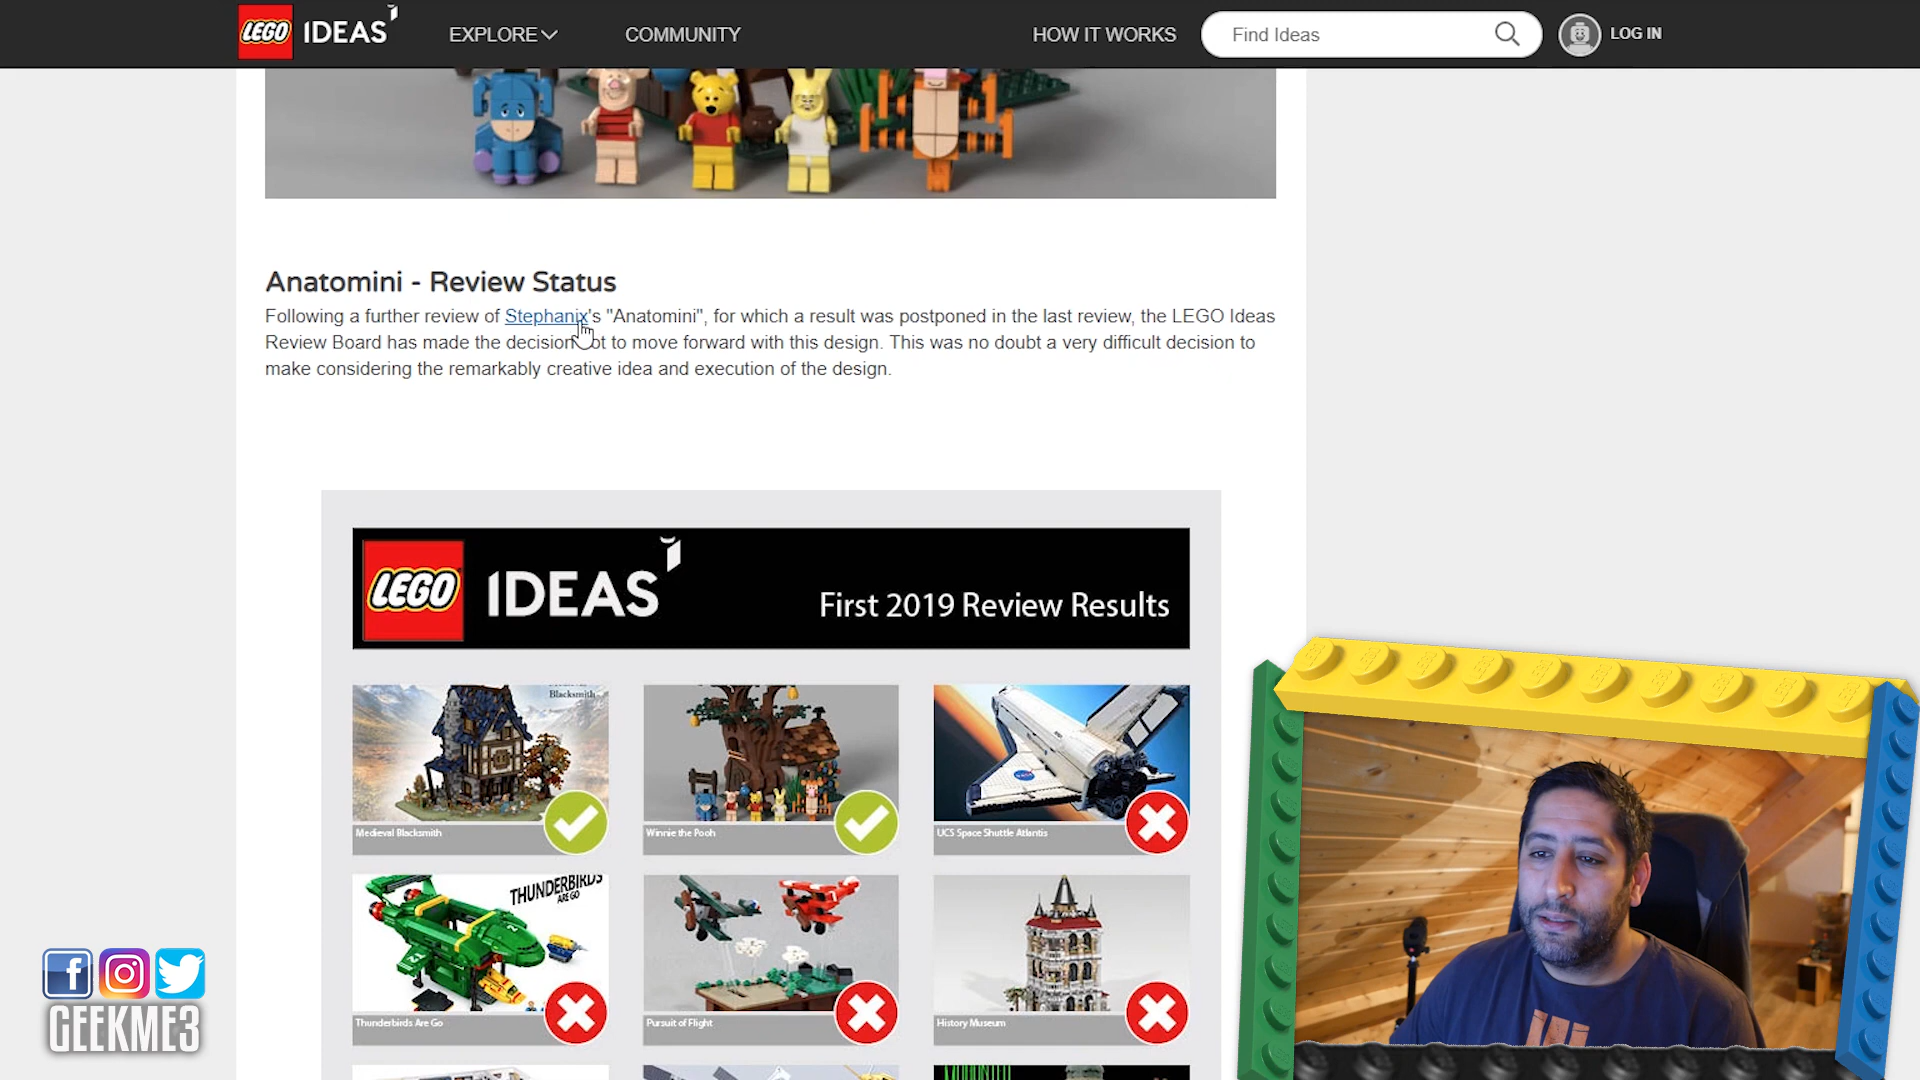 LEGO IDEAS
EXPLORE
COMMUNITY
HOW IT WORKS
Find Ideas
LOG IN
Anatomini - Review Status
Following a further review of Stephanix's "Anatomini", for which a result was postponed in the last review, the LEGO Ideas
Review Board has made the decision ot to move forward with this design. This was no doubt a very difficult decision to
make considering the remarkably creative idea and execution of the design.
LEGO IDEAS
First 2019 Review Results
Blacksmith
Medieval Blacksmith
Winnie the Pooh
UCS Space Shuttle Atlantis
THUNDERBIRDS
ARE GO
Thunderbirds Are Go
Pursuit of Flight
History Museum
GEEKME3